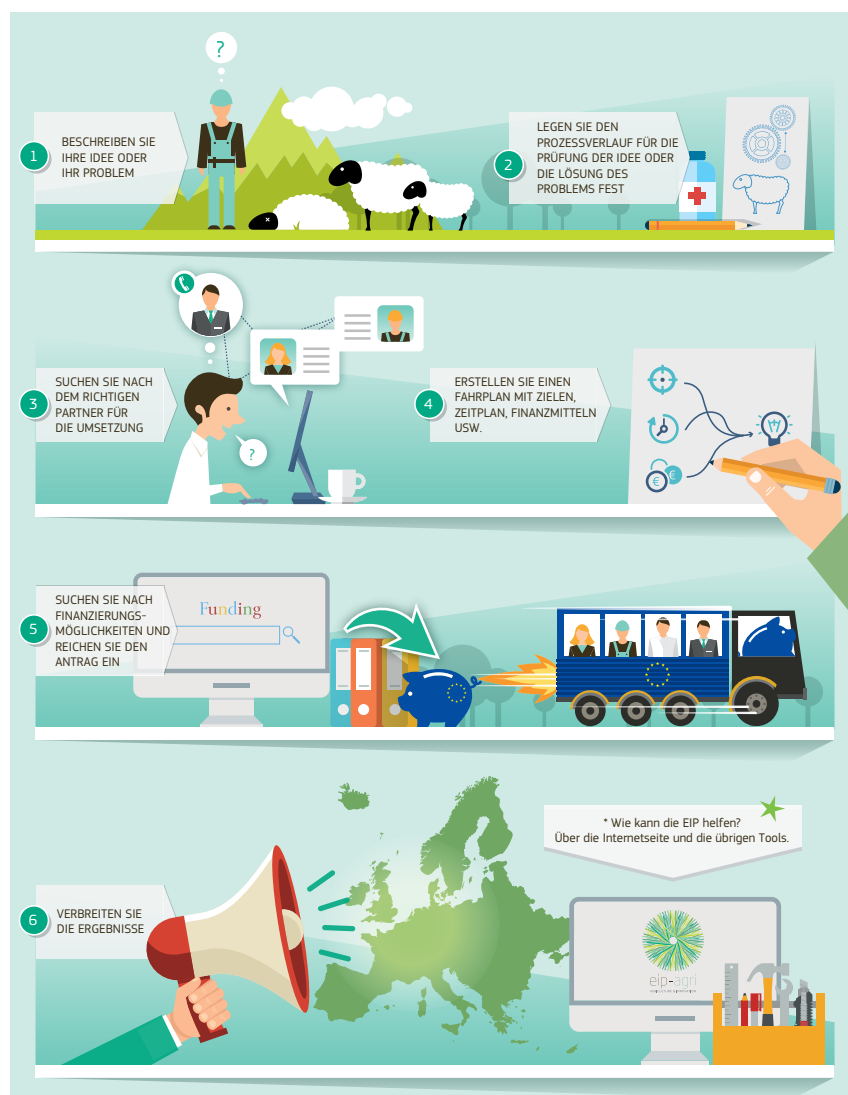 ?
1
BESCHREIBEN SIE
IHRE IDEE ODER
IHR PROBLEM
2
LEGEN SIE DEN
PROZESSVERLAUF FÜR DIE
PRÜFUNG DER IDEE ODER
DIE LÖSUNG DES
PROBLEMS FEST
3
SUCHEN SIE NACH
DEM RICHTIGEN
PARTNER FÜR
DIE UMSETZUNG
?
4
ERSTELLEN SIE EINEN
FAHRPLAN MIT ZIELEN,
ZEITPLAN, FINANZMITTELN
USW.
€ €
5
SUCHEN SIE NACH
FINANZIERUNGS-
MÖGLICHKEITEN UND
REICHEN SIE DEN
ANTRAG EIN
Funding
* Wie kann die EIP helfen?
Über die Internetseite und die übrigen Tools.
6
VERBREITEN SIE
DIE ERGEBNISSE
eip-agri